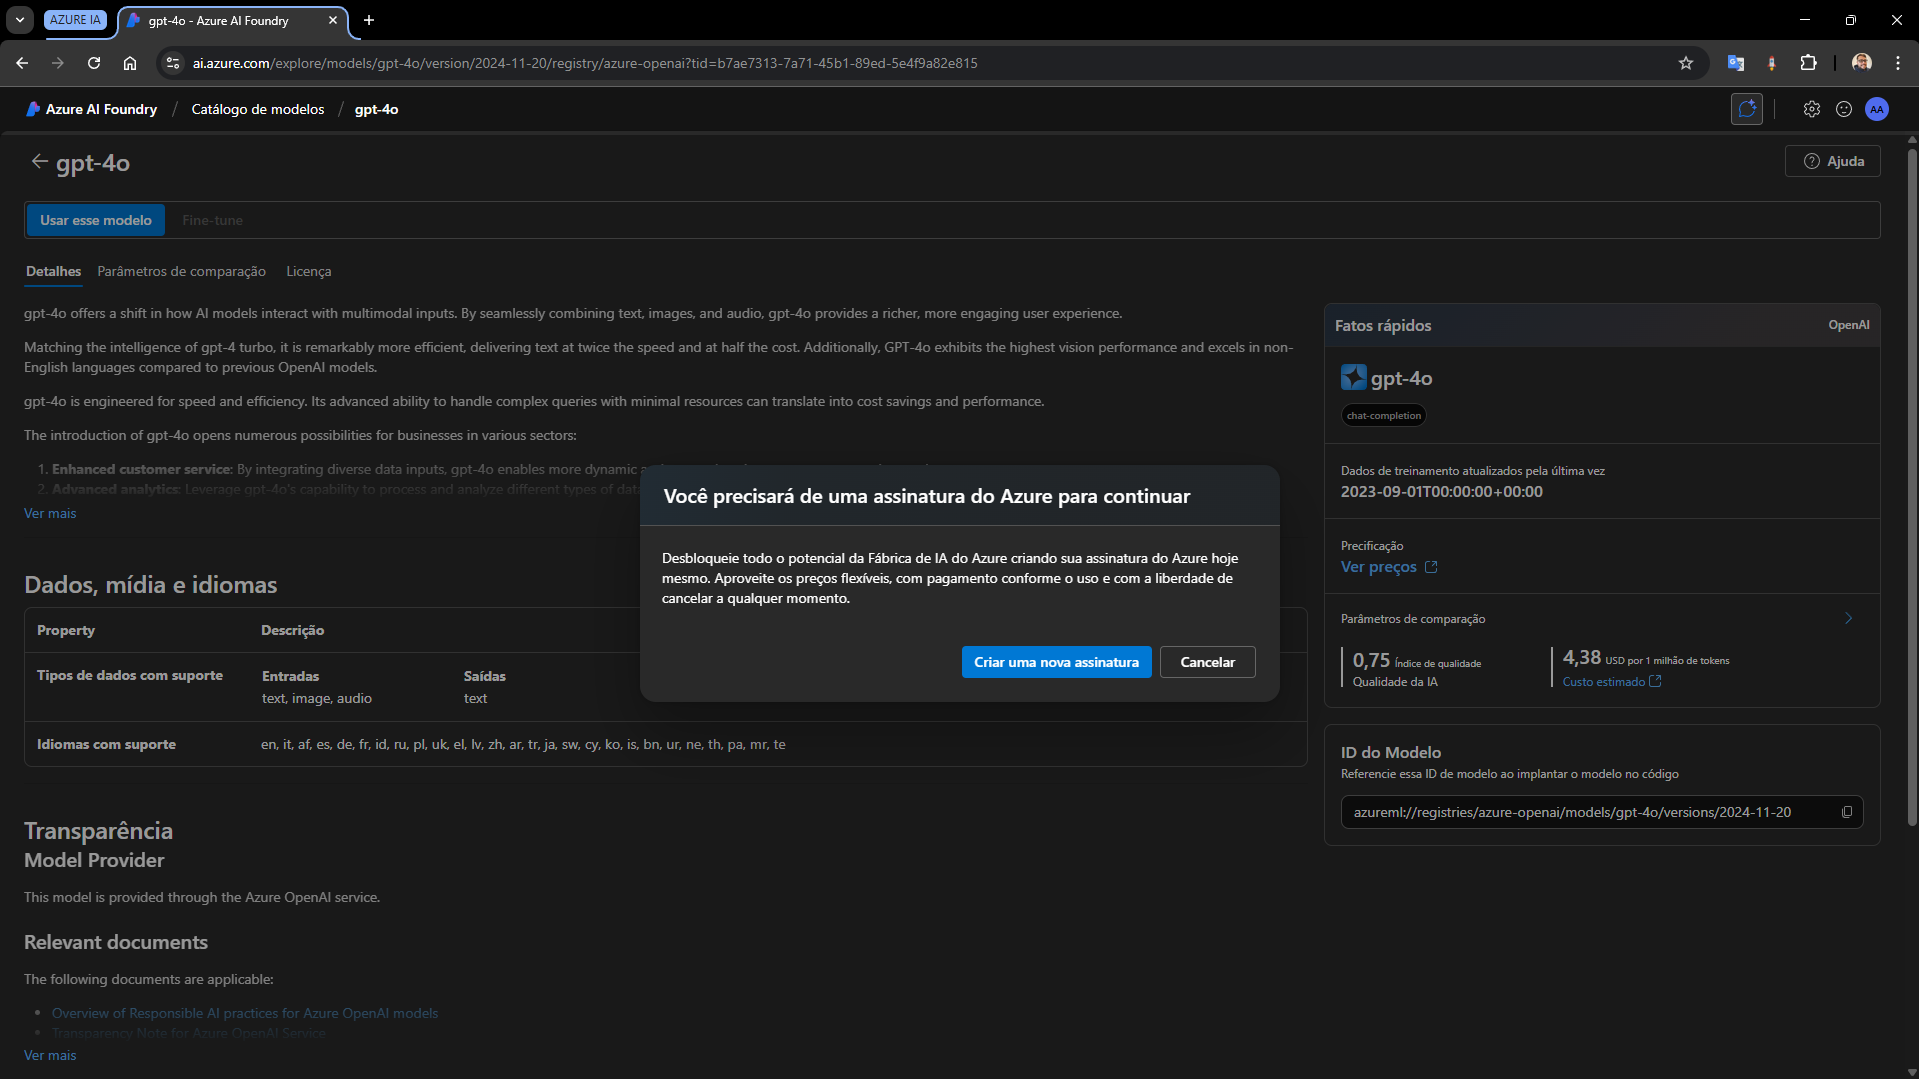 AZURE IA
gpt-4o - Azure AI Foundry
ai.azure.com/explore/models/gpt-4o/version/2024-11-20/registry/azure-openai?tid=b7ae7313-7a71-45b1-89ed-5e4f9a82e815
Azure AI Foundry / Catálogo de modelos / gpt-4o
AA
gpt-4o
Ajuda
Usar esse modelo
Fine-tune
Detalhes
Parâmetros de comparação
Licença
gpt-4o offers a shift in how AI models interact with multimodal inputs. By seamlessly combining text, images, and audio, gpt-4o provides a richer, more engaging user experience.
Matching the intelligence of gpt-4 turbo, it is remarkably more efficient, delivering text at twice the speed and at half the cost. Additionally, GPT-4o exhibits the highest vision performance and excels in non-
English languages compared to previous OpenAI models.
gpt-4o is engineered for speed and efficiency. Its advanced ability to handle complex queries with minimal resources can translate into cost savings and performance.
The introduction of gpt-4o opens numerous possibilities for businesses in various sectors:
1. Enhanced customer service: By integrating diverse data inputs, gpt-4o enables more dynamic
2. Advanced analytics: Leverage gpt-4o's capability to process and analyze different types of
Ver mais
Você precisará de uma assinatura do Azure para continuar
Desbloqueie todo o potencial da Fábrica de IA do Azure criando sua assinatura do Azure hoje
mesmo. Aproveite os preços flexíveis, com pagamento conforme o uso e com a liberdade de
cancelar a qualquer momento.
Criar uma nova assinatura
Cancelar
Dados, mídia e idiomas
Property
Descrição
Tipos de dados com suporte
Entradas
Saídas
text, image, audio
text
Idiomas com suporte
en, it, af, es, de, fr, id, ru, pl, uk, el, lv, zh, ar, tr, ja, sw, cy, ko, is, bn, ur, ne, th, pa, mr, te
Transparência
Model Provider
This model is provided through the Azure OpenAI service.
Relevant documents
The following documents are applicable:
• Overview of Responsible AI practices for Azure OpenAI models
• Transparency Note for Azure OpenAI Service
Ver mais
Fatos rápidos
OpenAI
gpt-4o
chat-completion
Dados de treinamento atualizados pela última vez
2023-09-01T00:00:00+00:00
Precificação
Ver preços
Parâmetros de comparação
0,75 Índice de qualidade
Qualidade da IA
4,38 USD por 1 milhão de tokens
Custo estimado
ID do Modelo
Referencie essa ID de modelo ao implantar o modelo no código
azureml://registries/azure-openai/models/gpt-4o/versions/2024-11-20